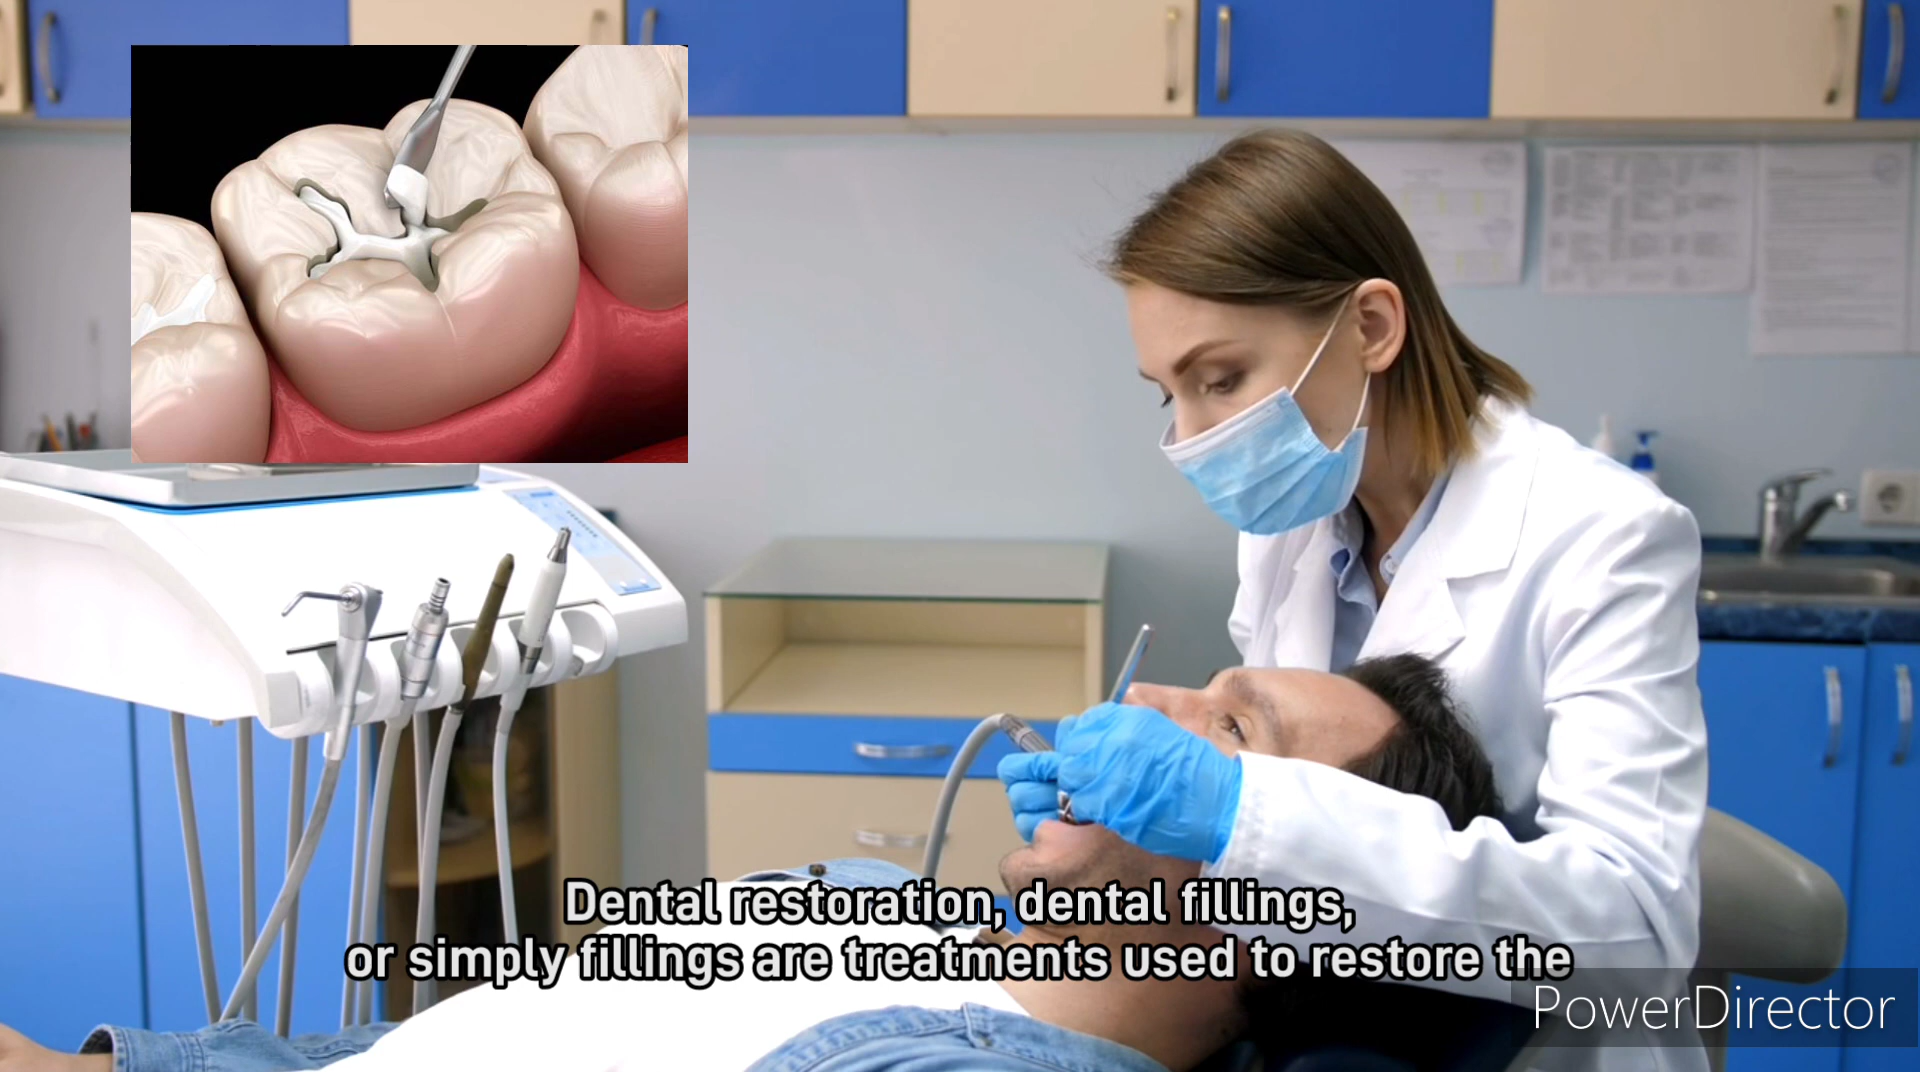 Dental restoration, dental fillings,
or simply fillings are treatments used to restore the
PowerDirector